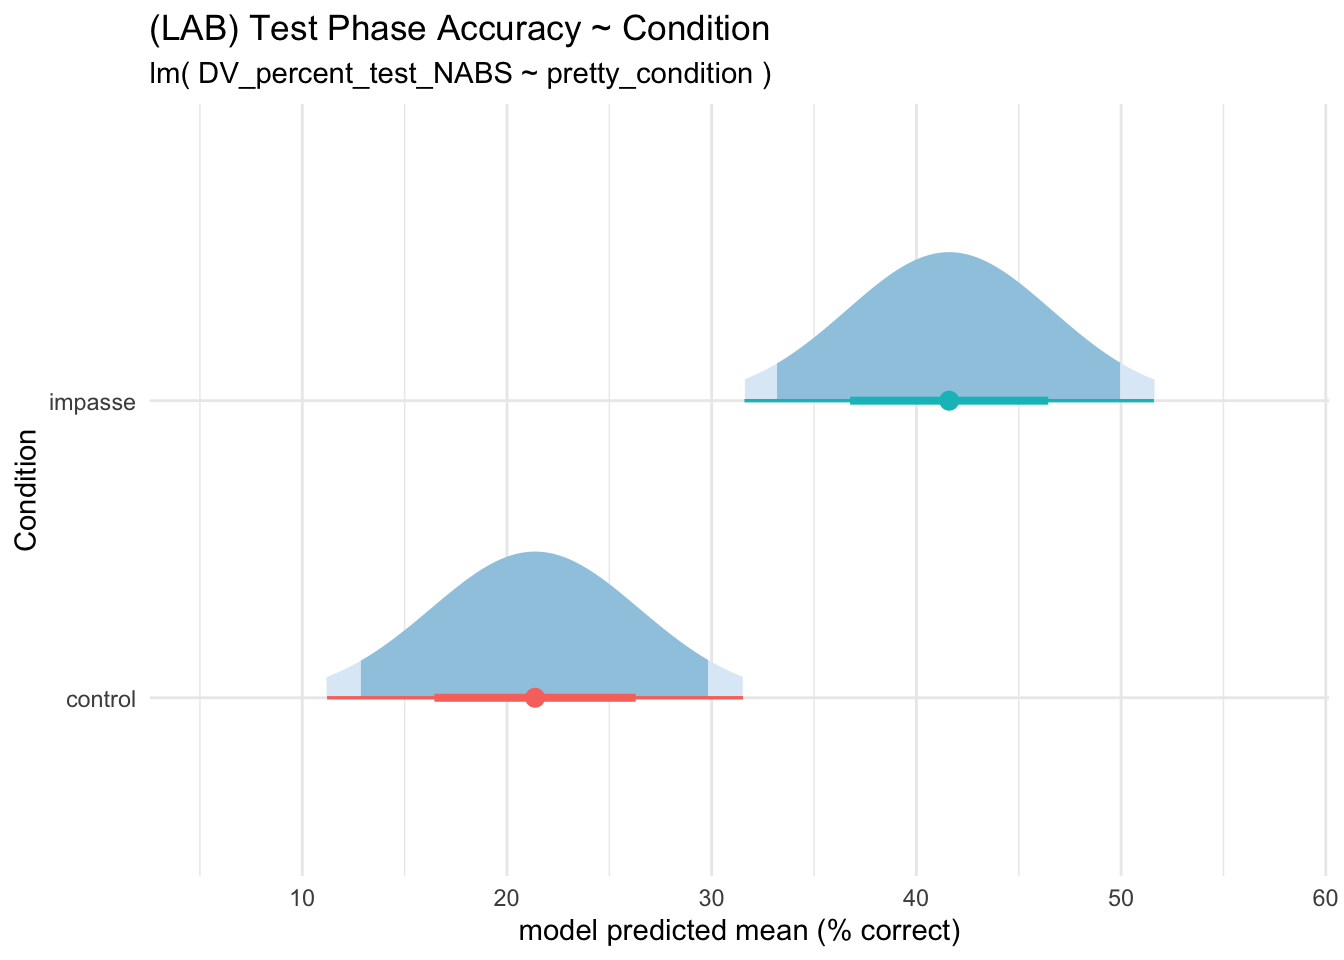 (LAB) Test Phase Accuracy ~ Condition
lm( DV_percent_test_NABS ~ pretty_condition )
Condition
impasse
control
10 20 30 40 50 60
model predicted mean (% correct)